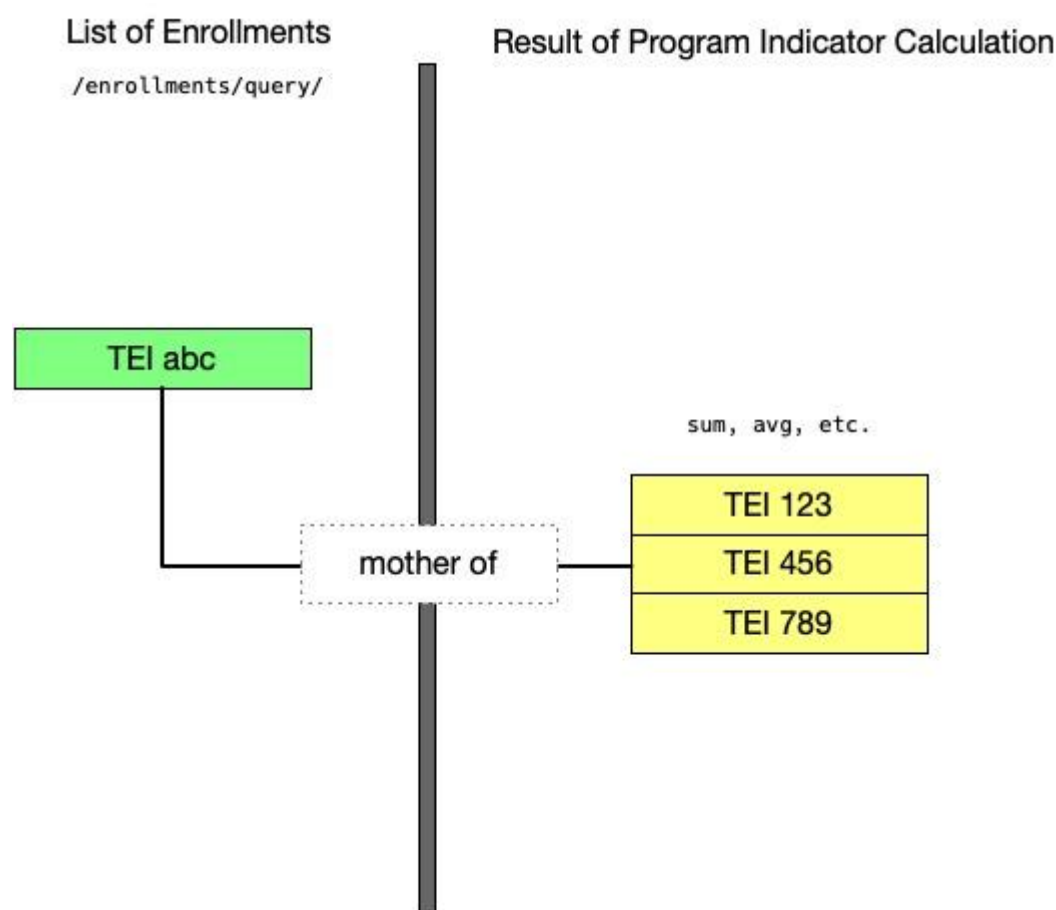 List of Enrollments
/enrollments/query/
Result of Program Indicator Calculation
TEI abc
sum, avg, etc.
TEI 123
TEI 456
TEI 789
mother of